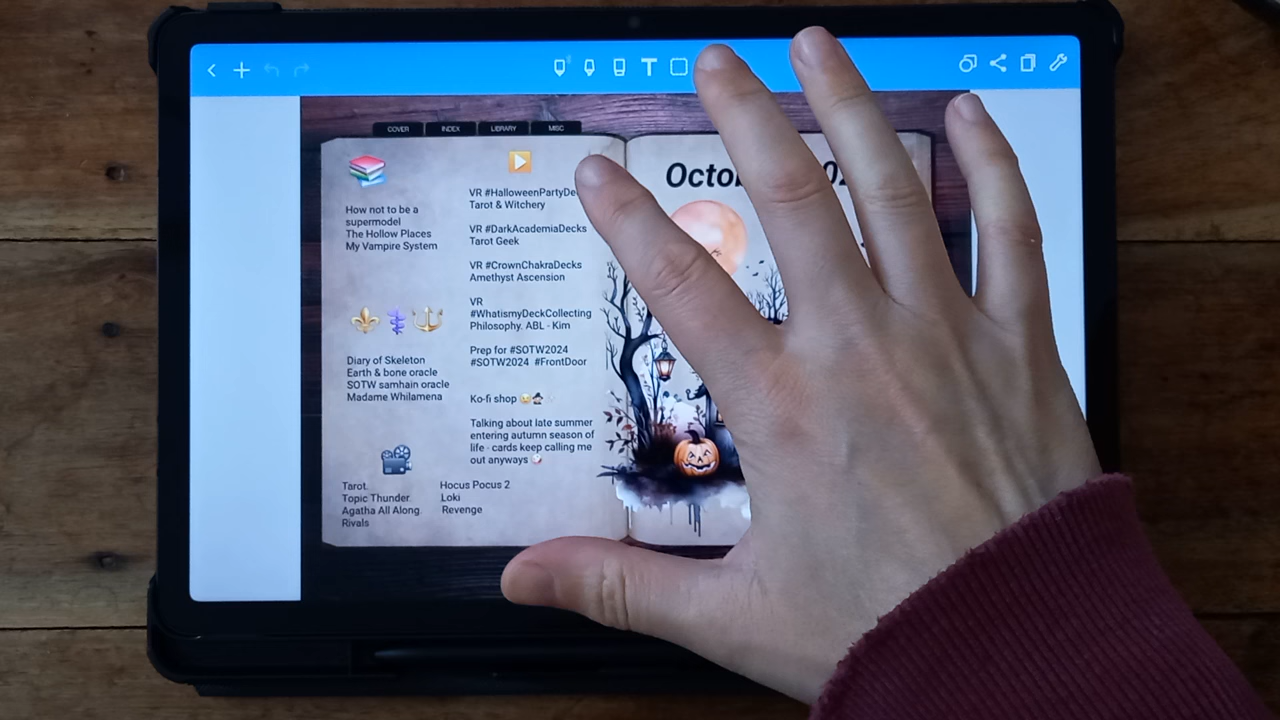 COVER
INDEX
LIBRARY
MISC
How not to be a
supermodel
The Hollow Places
My Vampire System
Diary of Skeleton
Earth & bone oracle
SOTW samhain oracle
Madame Whilamena
Tarot.
Topic Thunder.
Agatha All Along.
Rivals
Hocus Pocus 2
Loki
Revenge
VR #HalloweenPartyDe
Tarot & Witchery
VR #DarkAcademiaDecks
Tarot Geek
VR #CrownChakraDecks
Amethyst Ascension
VR
#WhatismyDeckCollecting
Philosophy. ABL - Kim
Prep for #SOTW2024
#SOTW2024 #FrontDoor
Ko-fi shop
Talking about late summer
entering autumn season of
life - cards keep calling me
out anyways
Octo